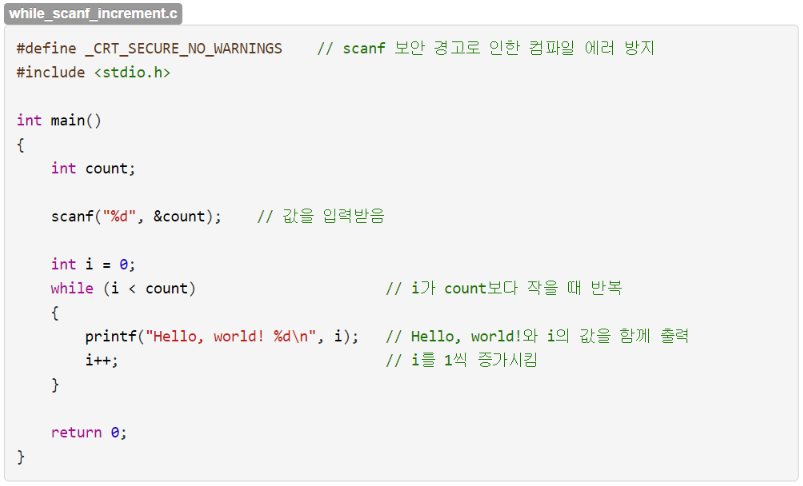 while_scanf_increment.c
#define _CRT_SECURE_NO_WARNINGS    // scanf 보안 경고로 인한 컴파일 에러 방지
#include <stdio.h>
int main()
{
    int count;
    scanf("%d", &count);    // 값을 입력받음
    int i = 0;
    while (i < count)                      // i가 count보다 작을 때 반복
    {
        printf("Hello, world! %d\n", i);   // Hello, world!와 i의 값을 함께 출력
        i++;                               // i를 1씩 증가시킴
    }
    return 0;
}